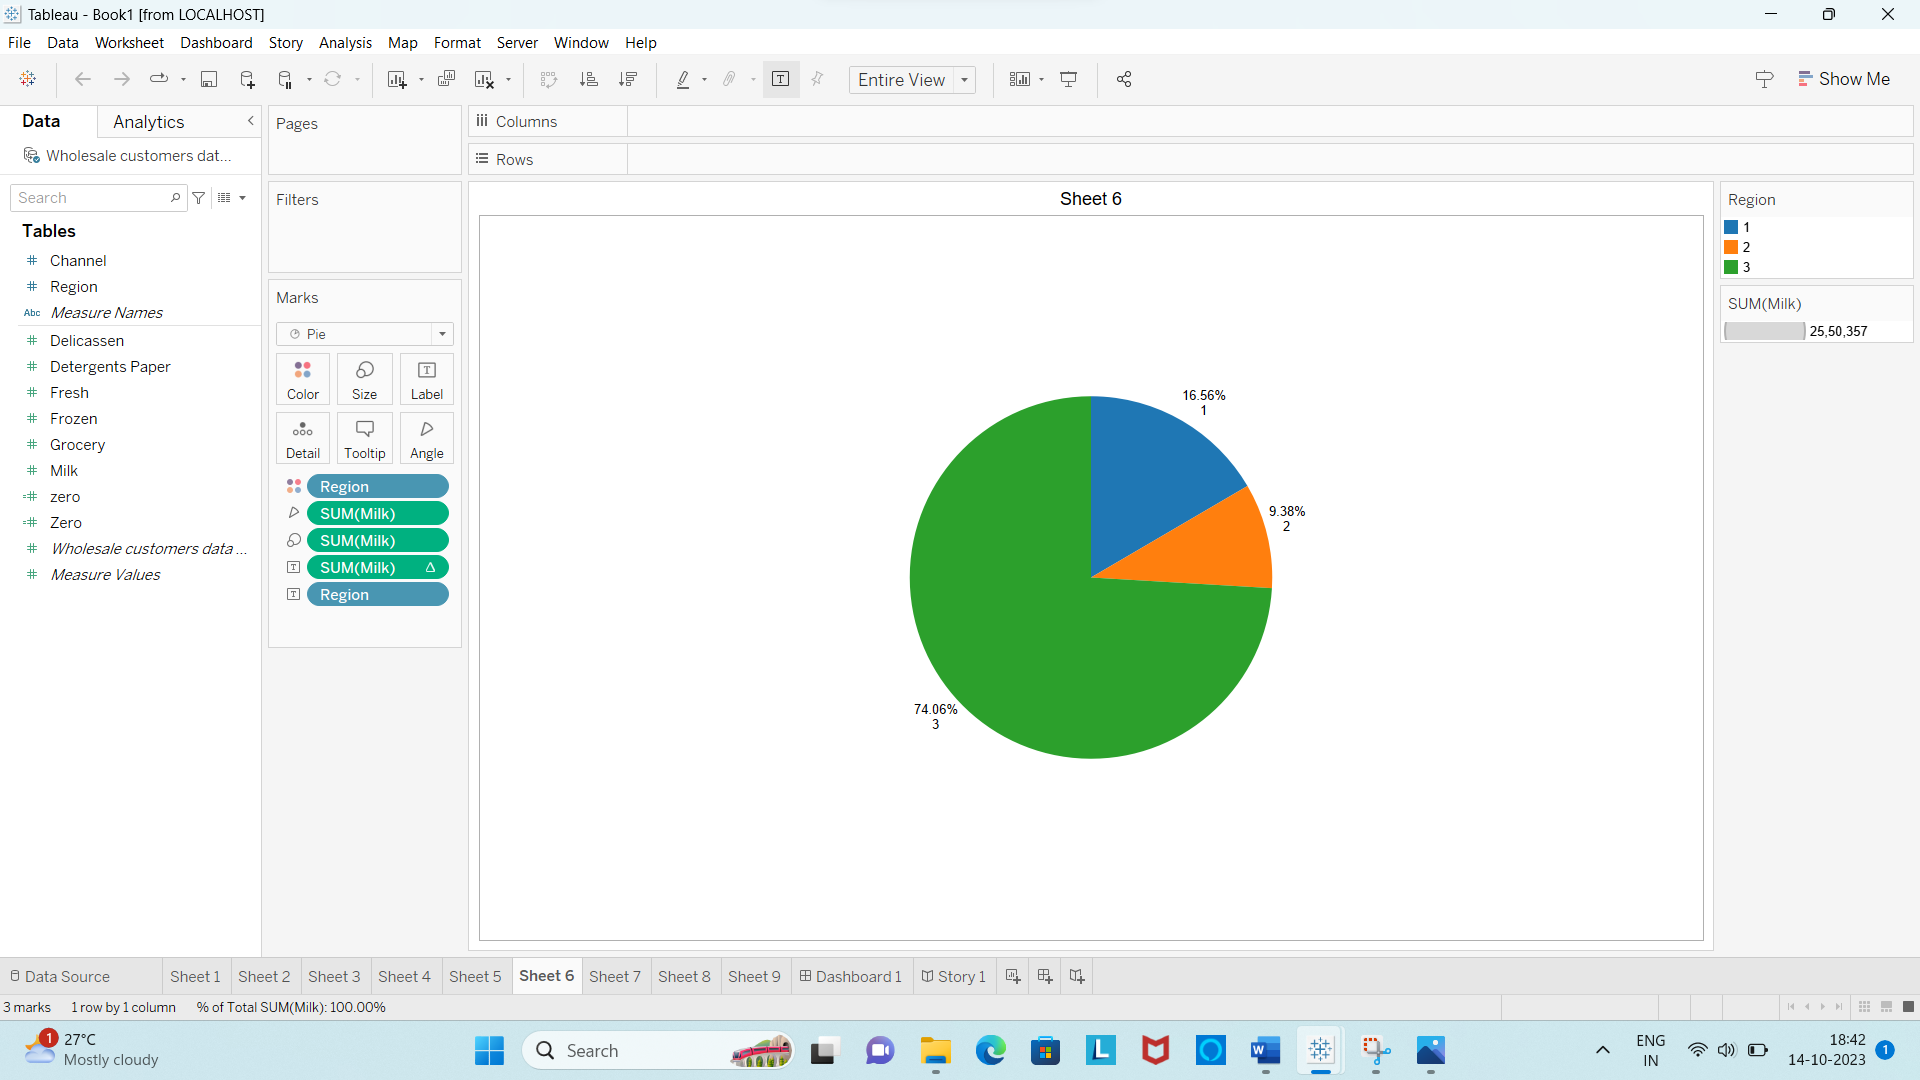 Tableau - Book1 [from LOCALHOST]
File Data Worksheet Dashboard Story Analysis Map Format Server Window Help
Entire View
Show Me
Data Analytics
Wholesale customers dat...
Search
Tables
Channel
Region
Abc Measure Names
Delicassen
Detergents Paper
Fresh
Frozen
Grocery
Milk
zero
Zero
Wholesale customers data ...
Measure Values
Pages
Filters
Marks
Pie
Color Size Label
Detail Tooltip Angle
Region
SUM(Milk)
SUM(Milk)
SUM(Milk)
Region
Columns
Rows
Sheet 6
16.56%
1
9.38%
2
74.06%
3
Region
1
2
3
SUM(Milk)
25,50,357
Data Source Sheet 1 Sheet 2 Sheet 3 Sheet 4 Sheet 5 Sheet 6 Sheet 7 Sheet 8 Sheet 9 Dashboard 1 Story 1
3 marks 1 row by 1 column % of Total SUM(Milk): 100.00%
1
27°C
Mostly cloudy
Search
L
W
ENG
IN
18:42
14-10-2023
1